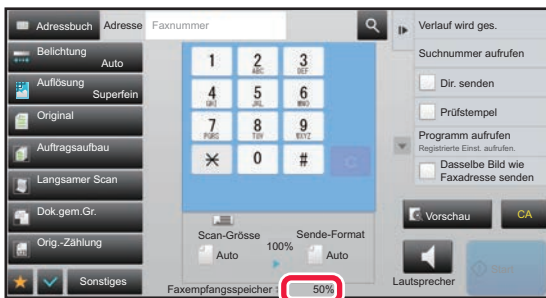 Adressbuch
Adresse
Faxnummer
Verlauf wird ges.
Belichtung
Auto
Suchnummer aufrufen
Auflösung
Superfein
Dir. senden
Original
Prüfstempel
Auftragsaufbau
Programm aufrufen
Registrierte Einst. aufrufen.
Langsamer Scan
Dasselbe Bild wie
Faxadresse senden
Dok.gem.Gr.
Orig.-Zählung
Sonstiges
1
2
ABC
3
DEF
4
GHI
5
JKL
6
MNO
7
PQRS
8
TUV
9
WXYZ
0
#
C
Scan-Grösse
Auto
100%
Sende-Format
Auto
Faxempfangsspeicher :
50%
Vorschau
CA
Lautsprecher
Start